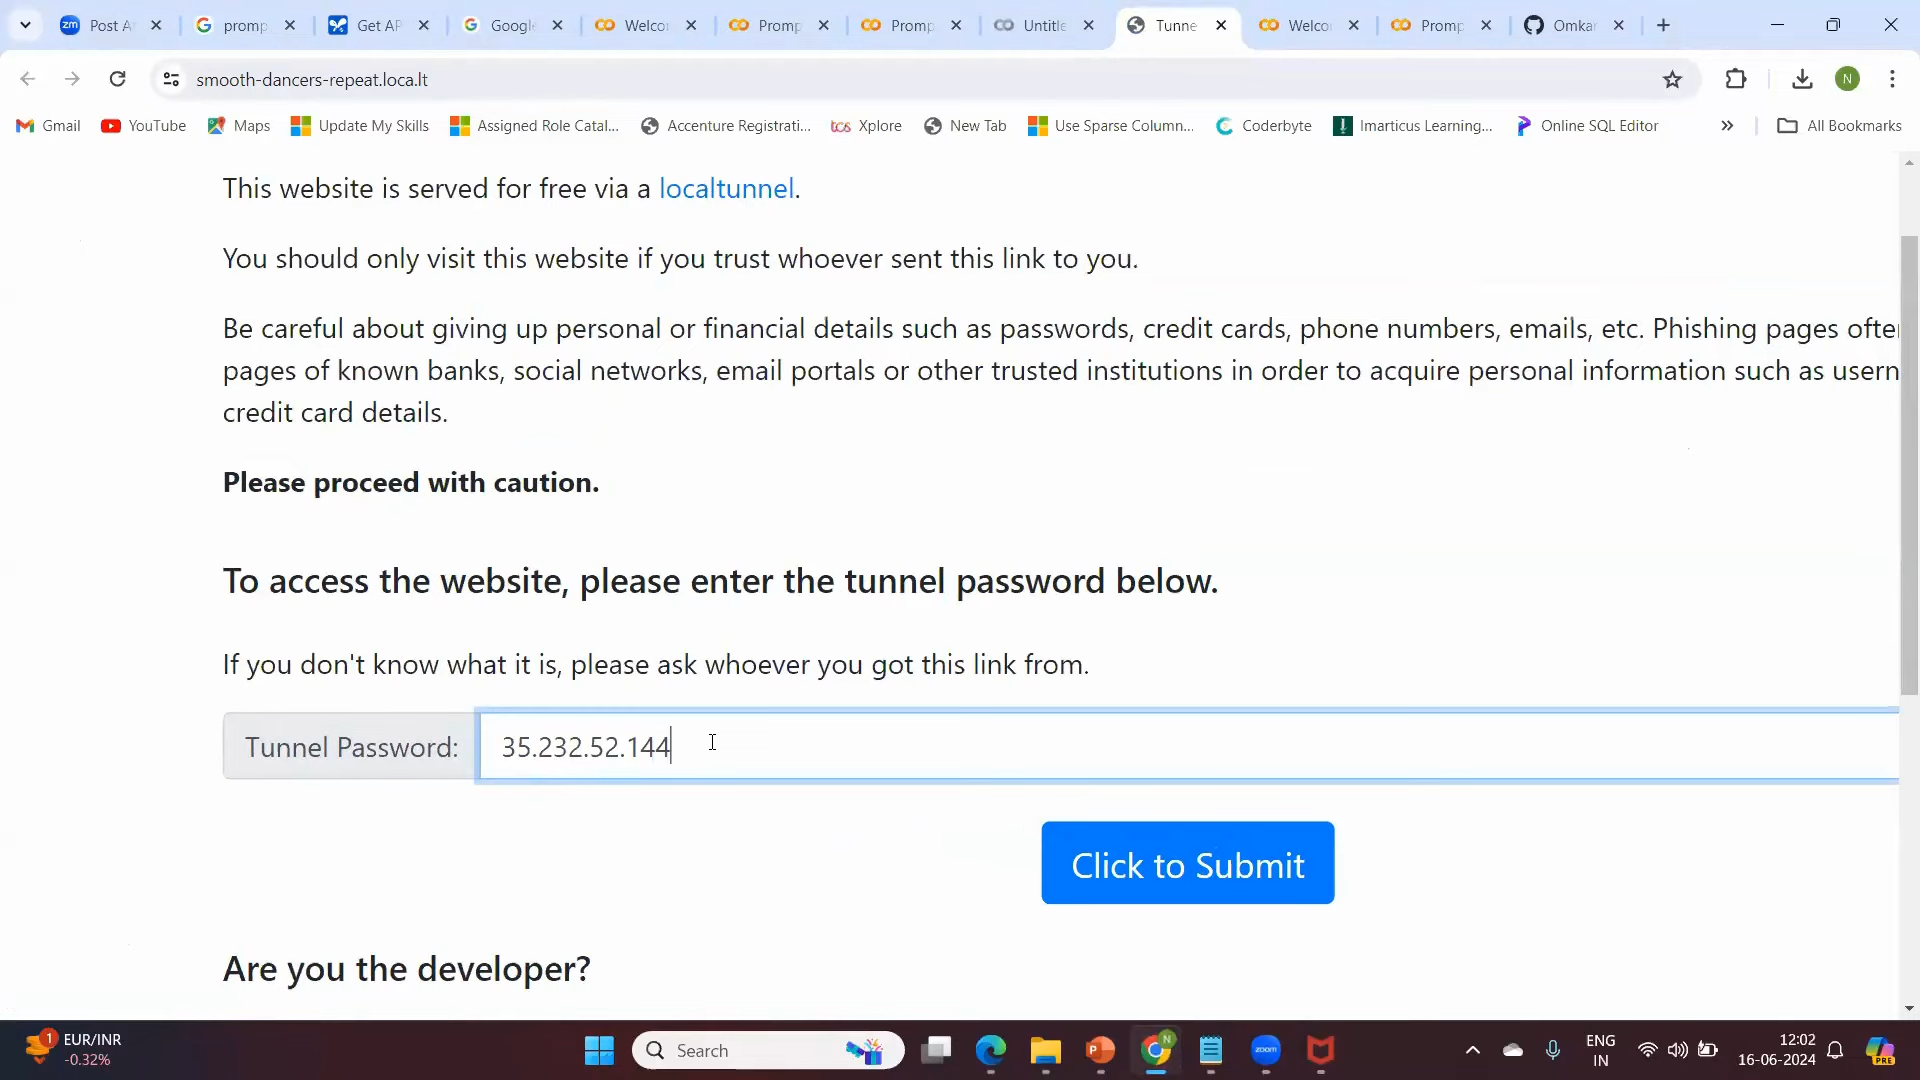 Post A
promp
Get AP
Google
Welco
Promp
Promp
Untitle
Tunne
Welco
Promp
Omkar
smooth-dancers-repeat.loca.lt
N
Gmail
YouTube
Maps
Update My Skills
Assigned Role Catal...
Accenture Registrati...
tcs Xplore
New Tab
Use Sparse Column...
Coderbyte
Imarticus Learning...
Online SQL Editor
All Bookmarks
This website is served for free via a localtunnel.
You should only visit this website if you trust whoever sent this link to you.
Be careful about giving up personal or financial details such as passwords, credit cards, phone numbers, emails, etc. Phishing pages ofte
pages of known banks, social networks, email portals or other trusted institutions in order to acquire personal information such as usern
credit card details.
Please proceed with caution.
To access the website, please enter the tunnel password below.
If you don't know what it is, please ask whoever you got this link from.
Tunnel Password: 35.232.52.144
Click to Submit
Are you the developer?
1
EUR/INR
-0.32%
Search
zoom
ENG
IN
12:02
16-06-2024
PRE